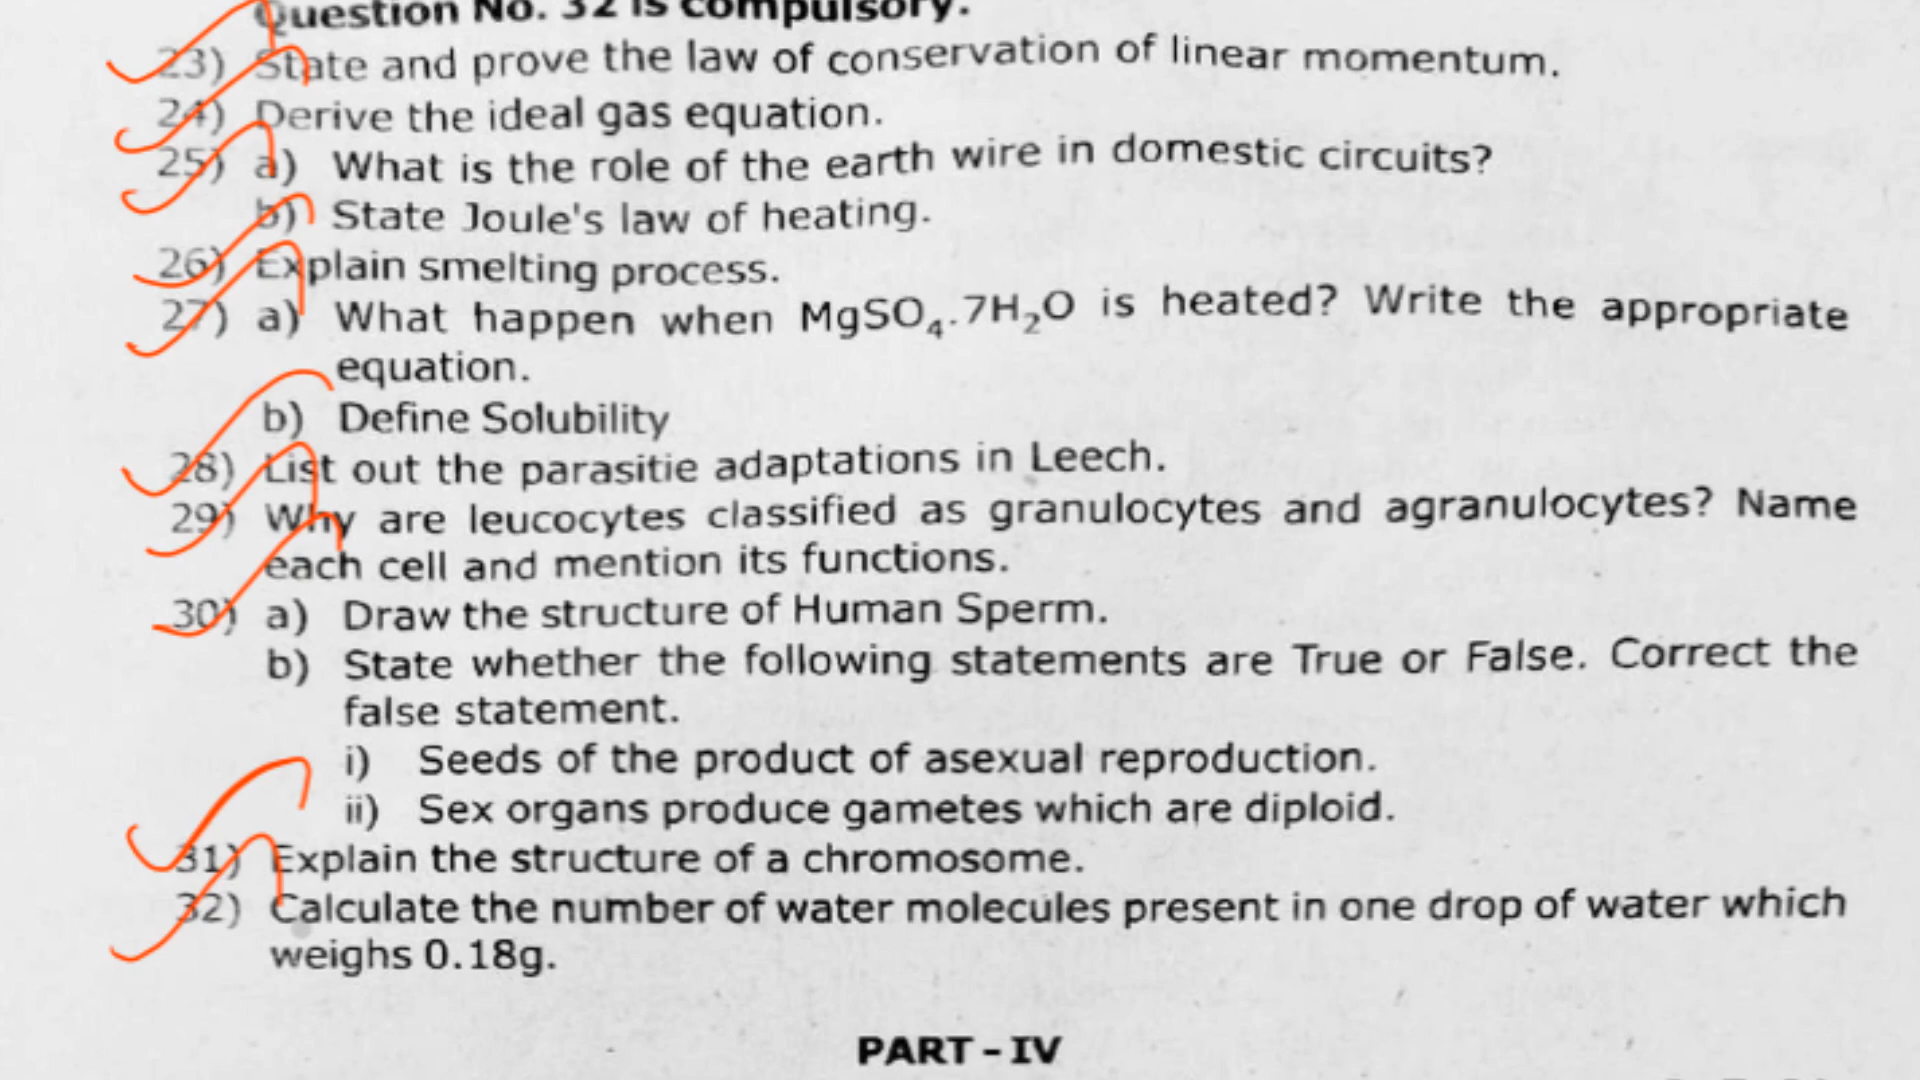 Question No. 32 is compulsory.
23) State and prove the law of conservation of linear momentum.
24) Derive the ideal gas equation.
25) a) What is the role of the earth wire in domestic circuits?
b) State Joule's law of heating.
26) Explain smelting process.
27) a) What happen when MgSO₄.7H₂O is heated? Write the appropriate
equation.
b) Define Solubility
28) List out the parasitie adaptations in Leech.
29) Why are leucocytes classified as granulocytes and agranulocytes? Name
each cell and mention its functions.
30) a) Draw the structure of Human Sperm.
b) State whether the following statements are True or False. Correct the
false statement.
i) Seeds of the product of asexual reproduction.
ii) Sex organs produce gametes which are diploid.
31) Explain the structure of a chromosome.
32) Calculate the number of water molecules present in one drop of water which
weighs 0.18g.
PART - IV